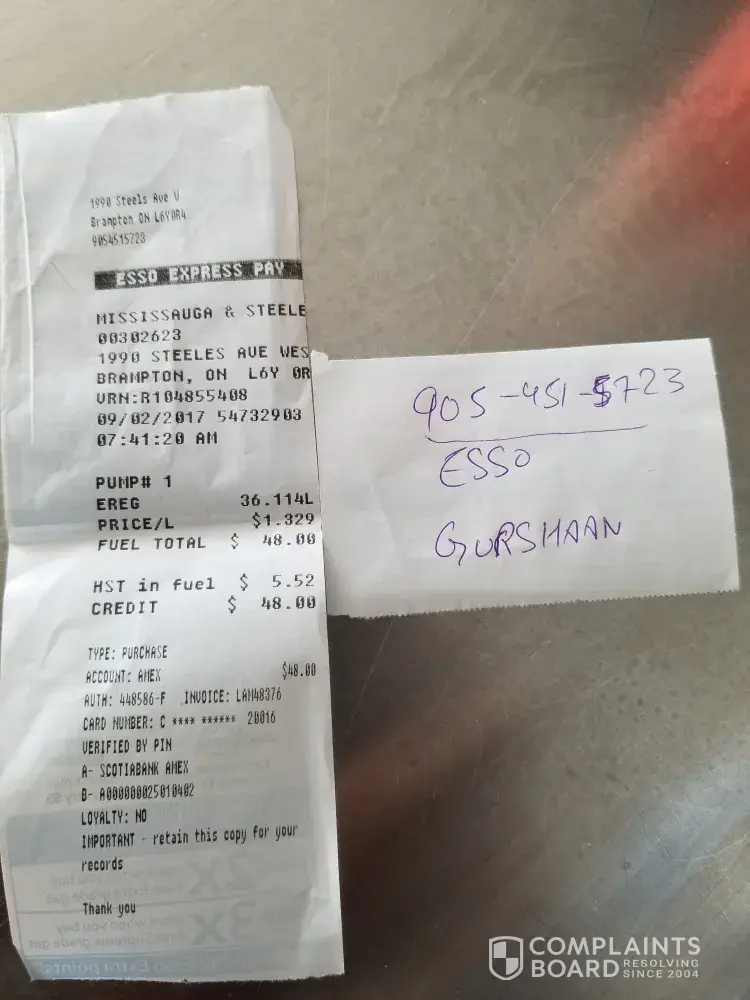 1990 Steels Ave W
Brampton ON L6Y0R4
9054515723
ESSO EXPRESS PAY
MISSISSAUGA & STEELE
00302623
1990 STEELES AUE WES
BRAMPTON, ON L6Y 0R
VRN:R104855408
09/02/2017 54732903
07:41:20 AM
PUMP# 1
EREG 36.114L
PRICE/L $1.329
FUEL TOTAL $ 48.00
HST in fuel $ 5.52
CREDIT $ 48.00
TYPE: PURCHASE
ACCOUNT: AMEX $48.00
AUTH: 448586-F INVOICE: LAM48376
CARD NUMBER: C **** ****** 20016
VERIFIED BY PIN
A- SCOTIABANK AMEX
B- A000000025010402
LOYALTY: NO
IMPORTANT - retain this copy for your
records
Thank you
905-451-5723
ESSO
GURSHAAN
COMPLAINTS
BOARD RESOLVING
SINCE 2004